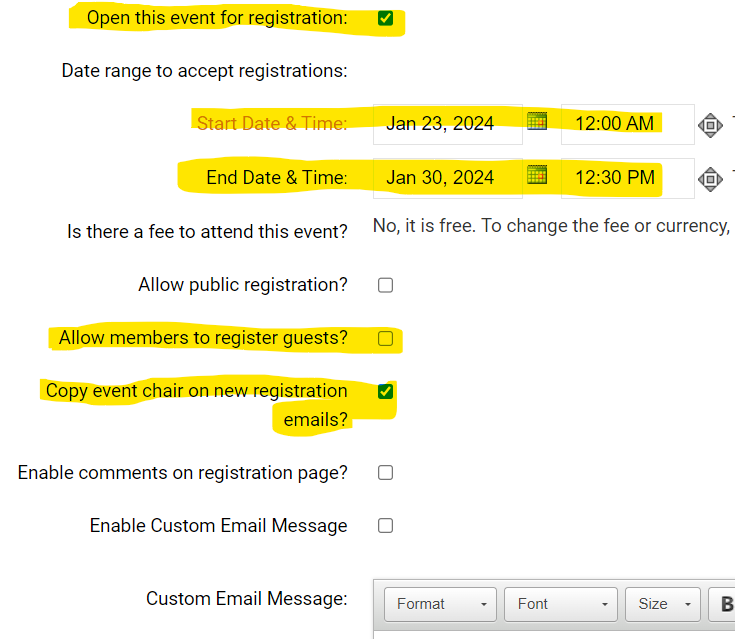 Open this event for registration:
Date range to accept registrations:
Start Date & Time: Jan 23, 2024 12:00 AM
End Date & Time: Jan 30, 2024 12:30 PM
Is there a fee to attend this event? No, it is free. To change the fee or currency,
Allow public registration?
Allow members to register guests?
Copy event chair on new registration
emails?
Enable comments on registration page?
Enable Custom Email Message
Custom Email Message: Format Font Size B